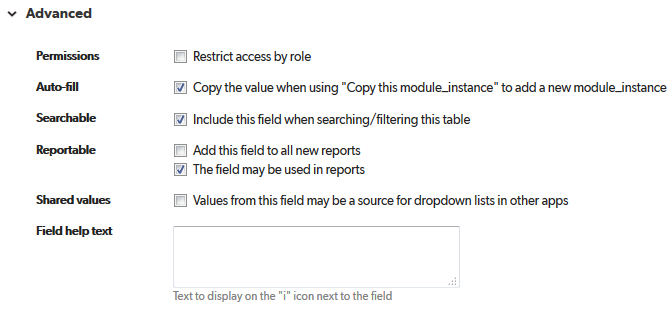 Advanced
Permissions Restrict access by role
Auto-fill Copy the value when using "Copy this module_instance" to add a new module_instance
Searchable Include this field when searching/filtering this table
Reportable Add this field to all new reports
The field may be used in reports
Shared values Values from this field may be a source for dropdown lists in other apps
Field help text
Text to display on the "i" icon next to the field